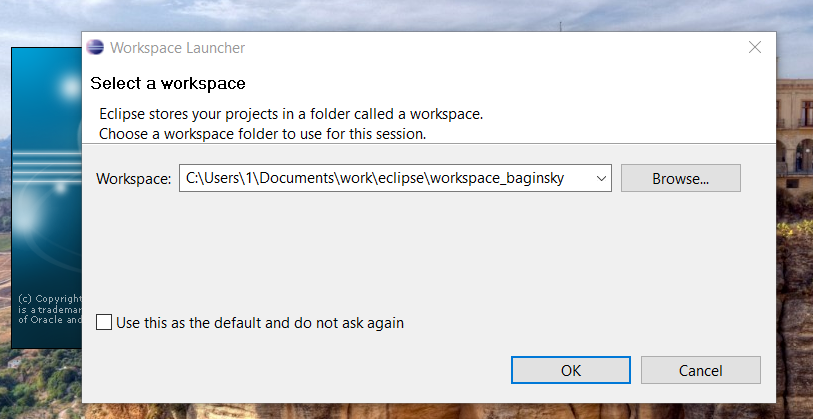 Workspace Launcher
Select a workspace
Eclipse stores your projects in a folder called a workspace.
Choose a workspace folder to use for this session.
Workspace:
C:\Users\1\Documents\work\eclipse\workspace_baginsky
Browse...
(c) Copyright
is a trademar
of Oracle and
Use this as the default and do not ask again
OK
Cancel